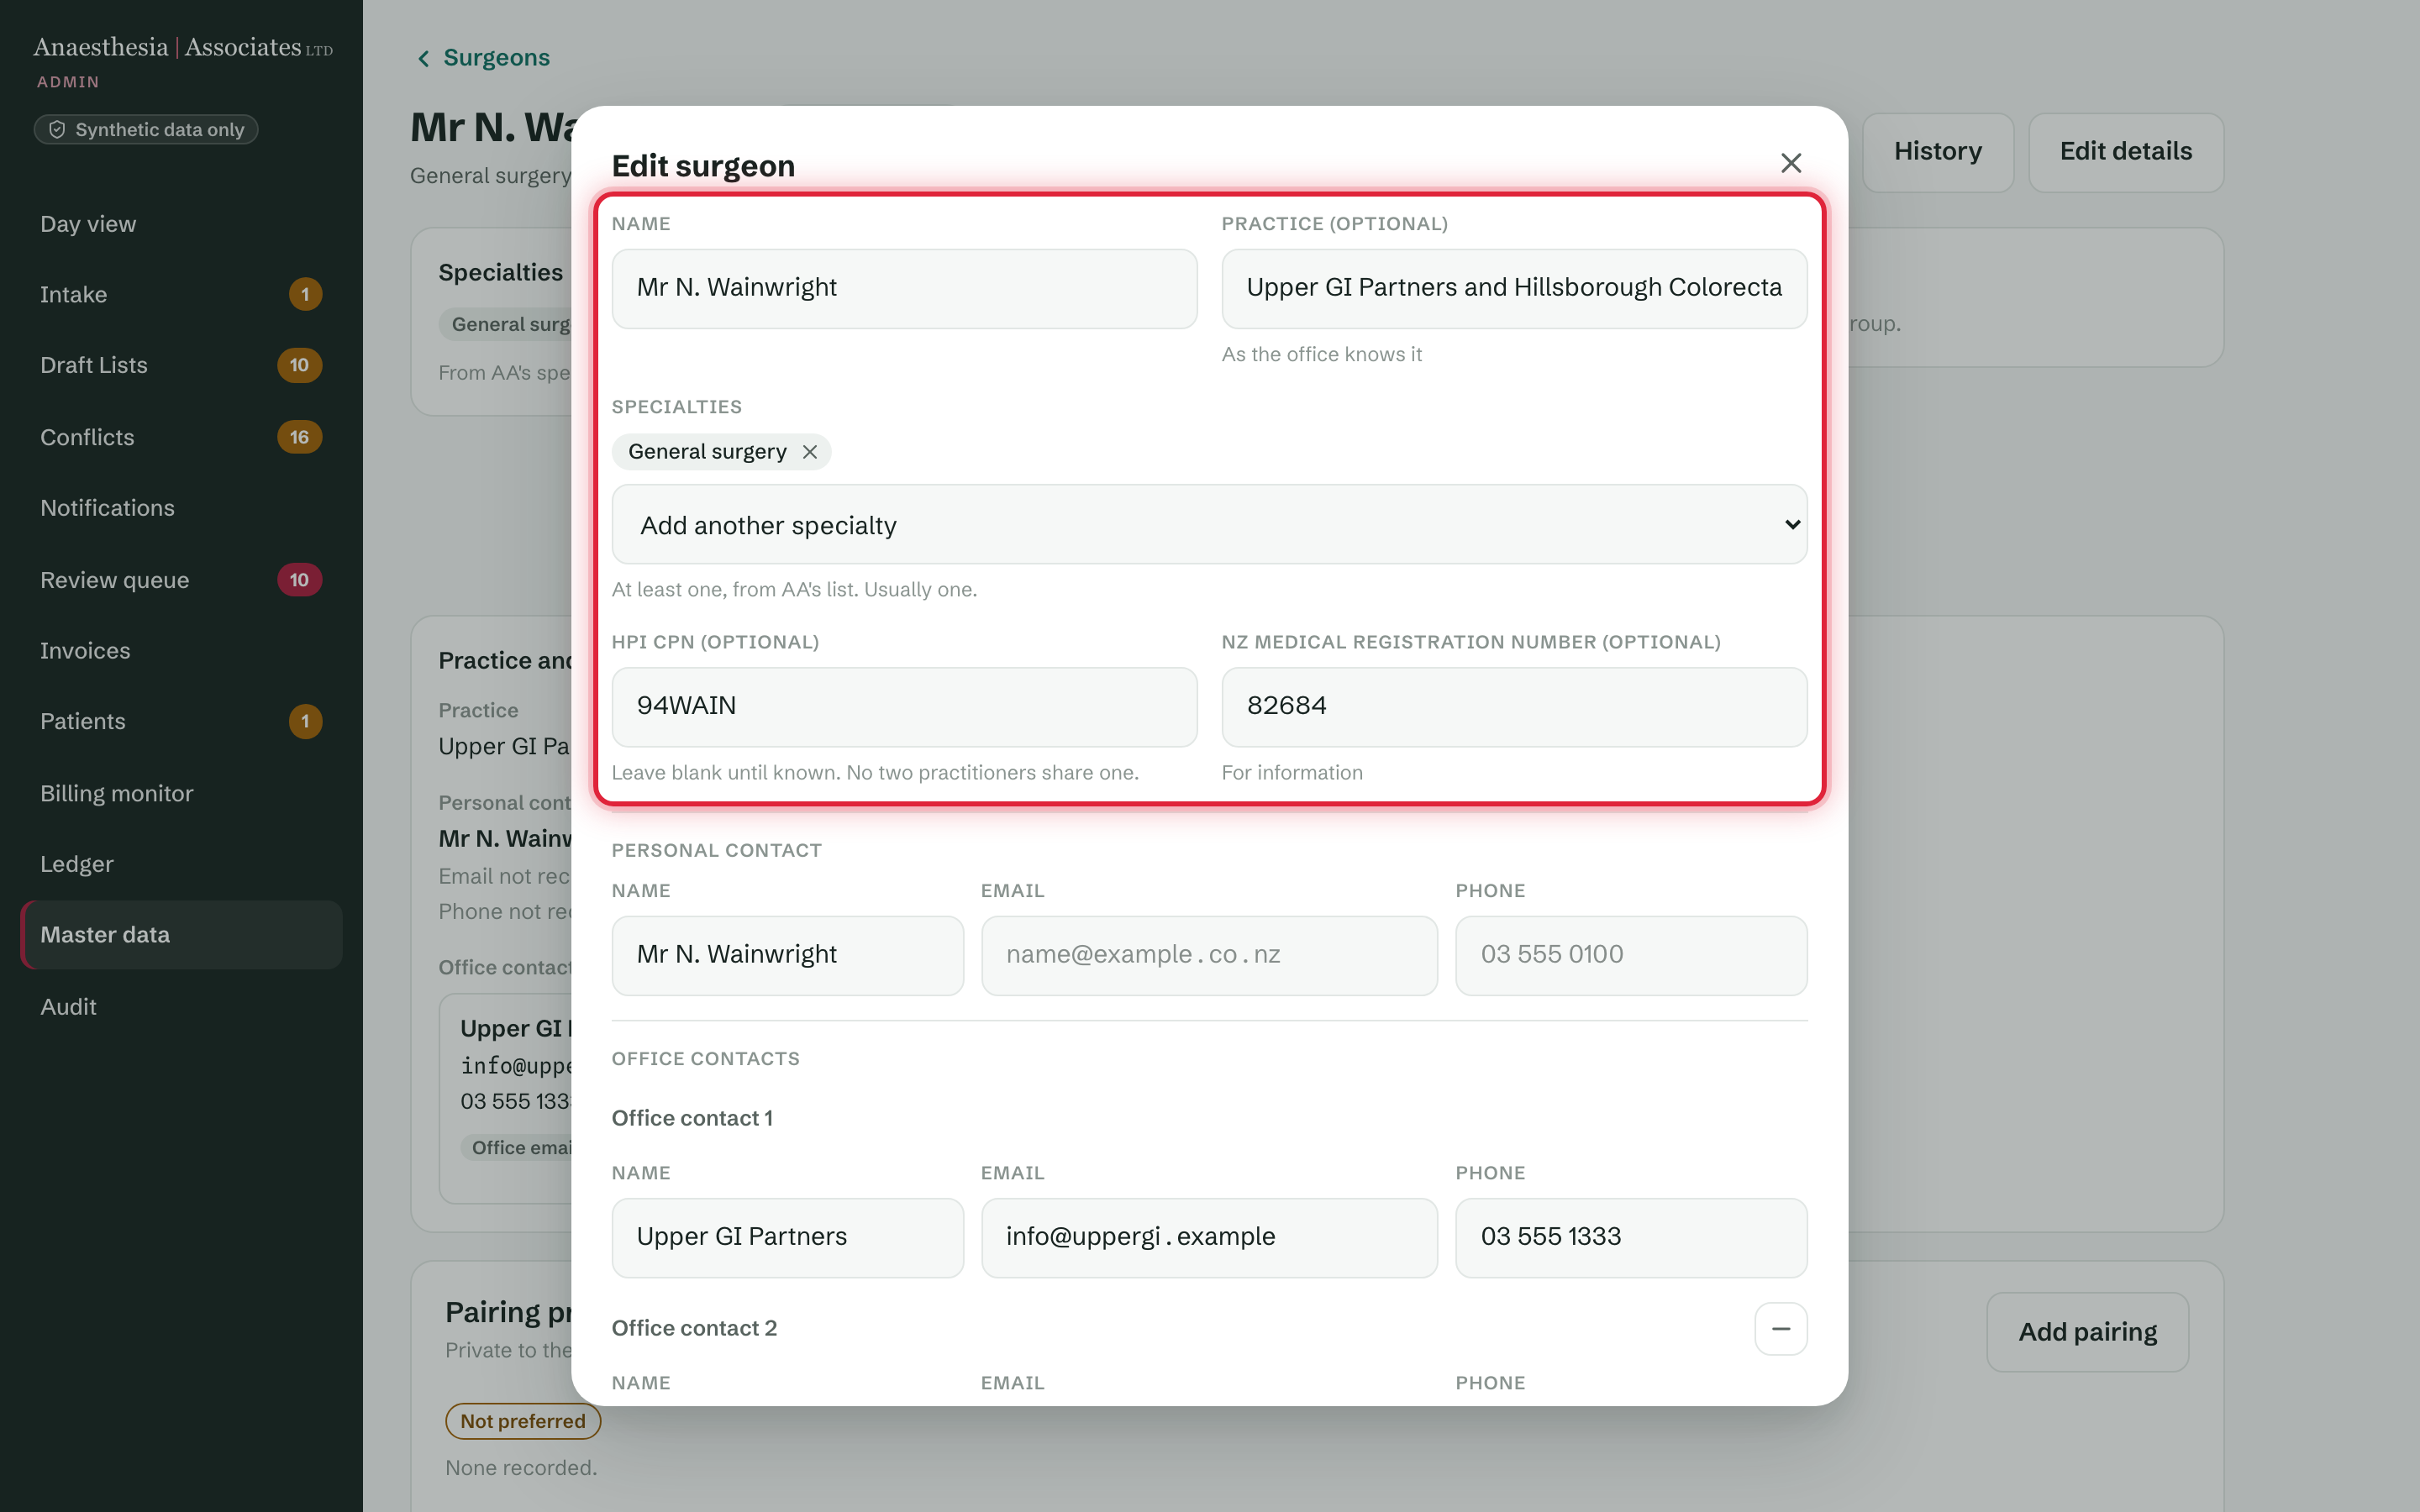 Anaesthesia | Associates LTD
ADMIN
Synthetic data only
Day view
Intake 1
Draft Lists 10
Conflicts 16
Notifications
Review queue 10
Invoices
Patients 1
Billing monitor
Ledger
Master data
Audit
Surgeons
Mr N. Wa
General surgery
History
Edit details
Specialties
General surg
From AA's spe
roup.
Practice and
Practice
Upper GI Pa
Personal cont
Mr N. Wainw
Email not rec
Phone not rec
Office contact
Upper GI
info@uppe
03 555 133
Office emai
Pairing pr
Private to the
Add pairing
Not preferred
None recorded.
Edit surgeon
NAME PRACTICE (OPTIONAL)
Mr N. Wainwright Upper GI Partners and Hillsborough Colorecta
As the office knows it
SPECIALTIES
General surgery
Add another specialty
At least one, from AA's list. Usually one.
HPI CPN (OPTIONAL) NZ MEDICAL REGISTRATION NUMBER (OPTIONAL)
94WAIN 82684
Leave blank until known. No two practitioners share one. For information
PERSONAL CONTACT
NAME EMAIL PHONE
Mr N. Wainwright name@example.co.nz 03 555 0100
OFFICE CONTACTS
Office contact 1
NAME EMAIL PHONE
Upper GI Partners info@uppergi.example 03 555 1333
Office contact 2
NAME EMAIL PHONE